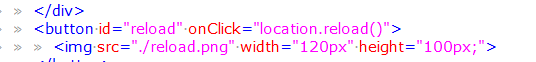 </div>
<button id="reload" onClick="location.reload()">
<img src="./reload.png" width="120px" height="100px;">